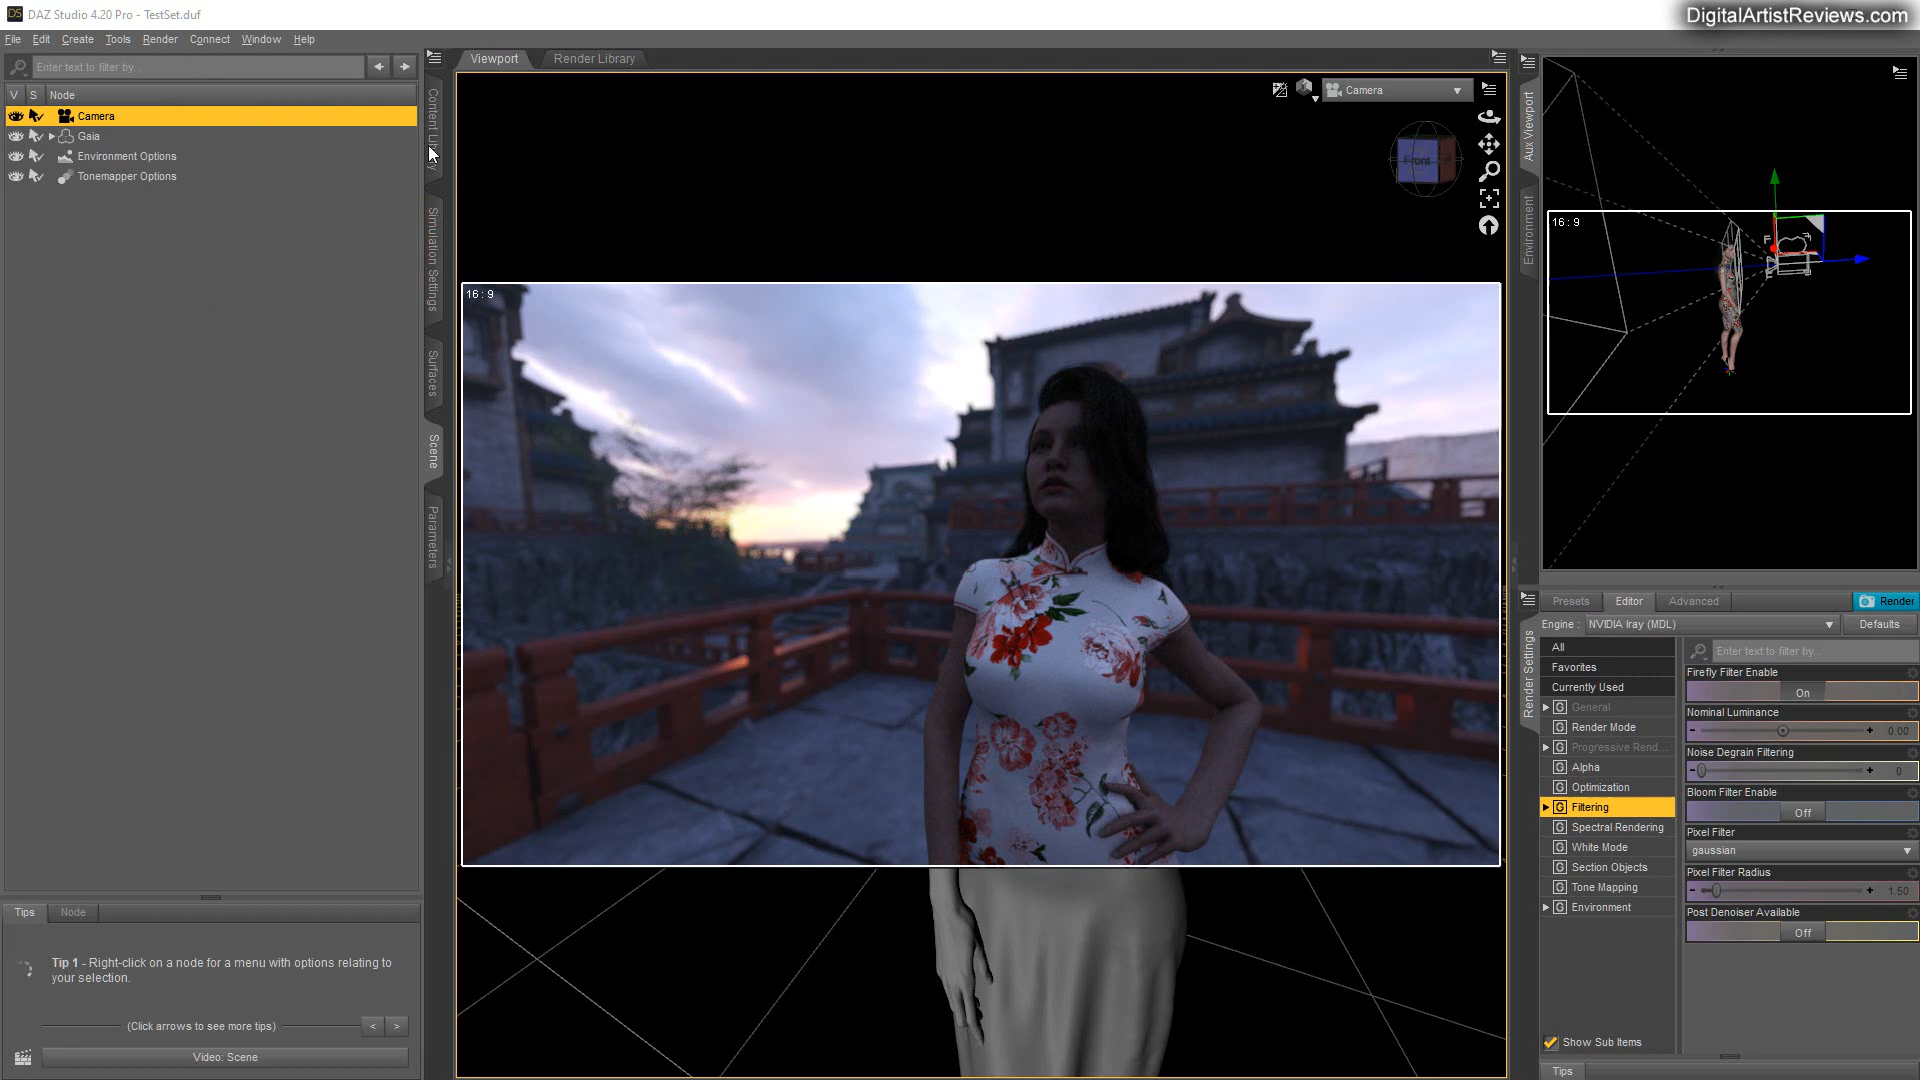 DAZ Studio 4.20 Pro - TestSet.duf
DigitalArtistReviews.com
File Edit Create Tools Render Connect Window Help
Enter text to filter by...
V S Node
Camera
Gaia
Environment Options
Tonemapper Options
Content Library
Simulation Settings
Surfaces
Scene
Parameters
Tips Node
Tip 1 - Right-click on a node for a menu with options relating to
your selection.
(Click arrows to see more tips)
< >
Video: Scene
Viewport Render Library
Camera
Front
16 : 9
Aux Viewport
Environment
16 : 9
Render Settings
Presets Editor Advanced Render
Engine : NVIDIA Iray (MDL) Defaults
All
Favorites
Currently Used
G General
G Render Mode
G Progressive Rend...
G Alpha
G Optimization
G Filtering
G Spectral Rendering
G White Mode
G Section Objects
G Tone Mapping
G Environment
Show Sub Items
Enter text to filter by...
Firefly Filter Enable
On
Nominal Luminance
- + 0.00
Noise Degrain Filtering
- + 0
Bloom Filter Enable
Off
Pixel Filter
gaussian
Pixel Filter Radius
- + 1.50
Post Denoiser Available
Off
Tips